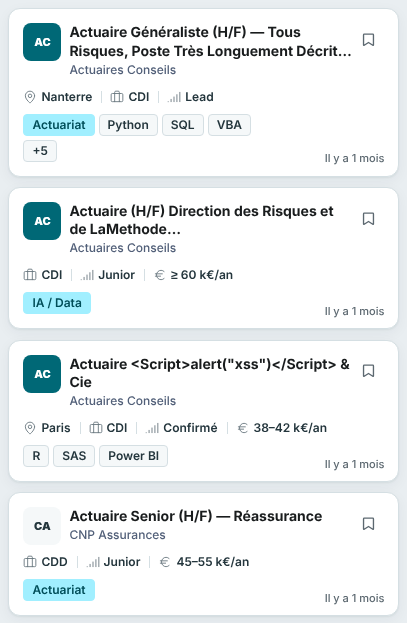 AC
Actuaire Généraliste (H/F) — Tous
Risques, Poste Très Longuement Décrit...
Actuaires Conseils
Nanterre CDI Lead
Actuariat Python SQL VBA
+5
Il y a 1 mois
AC
Actuaire (H/F) Direction des Risques et
de LaMethode...
Actuaires Conseils
CDI Junior ≥ 60 k€/an
IA / Data
Il y a 1 mois
AC
Actuaire <Script>alert("xss")</Script> &
Cie
Actuaires Conseils
Paris CDI Confirmé 38–42 k€/an
R SAS Power BI
Il y a 1 mois
CA
Actuaire Senior (H/F) — Réassurance
CNP Assurances
CDD Junior 45–55 k€/an
Actuariat
Il y a 1 mois